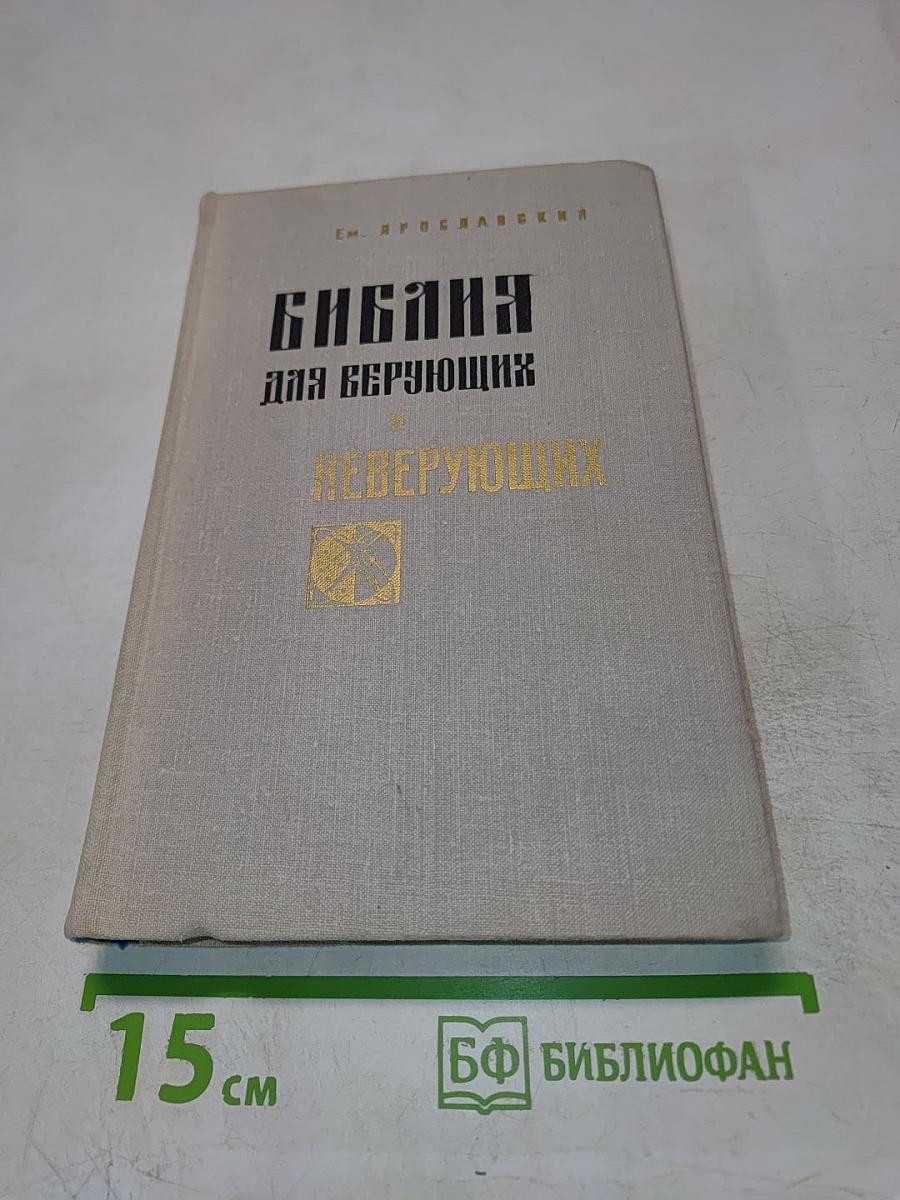 Ем. ЯРОСЛАВСКИЙ
БИБЛИЯ
ДЛЯ ВЕРУЮЩИХ
И
НЕВЕРУЮЩИХ
15 см
БФ БИБЛИОФАН